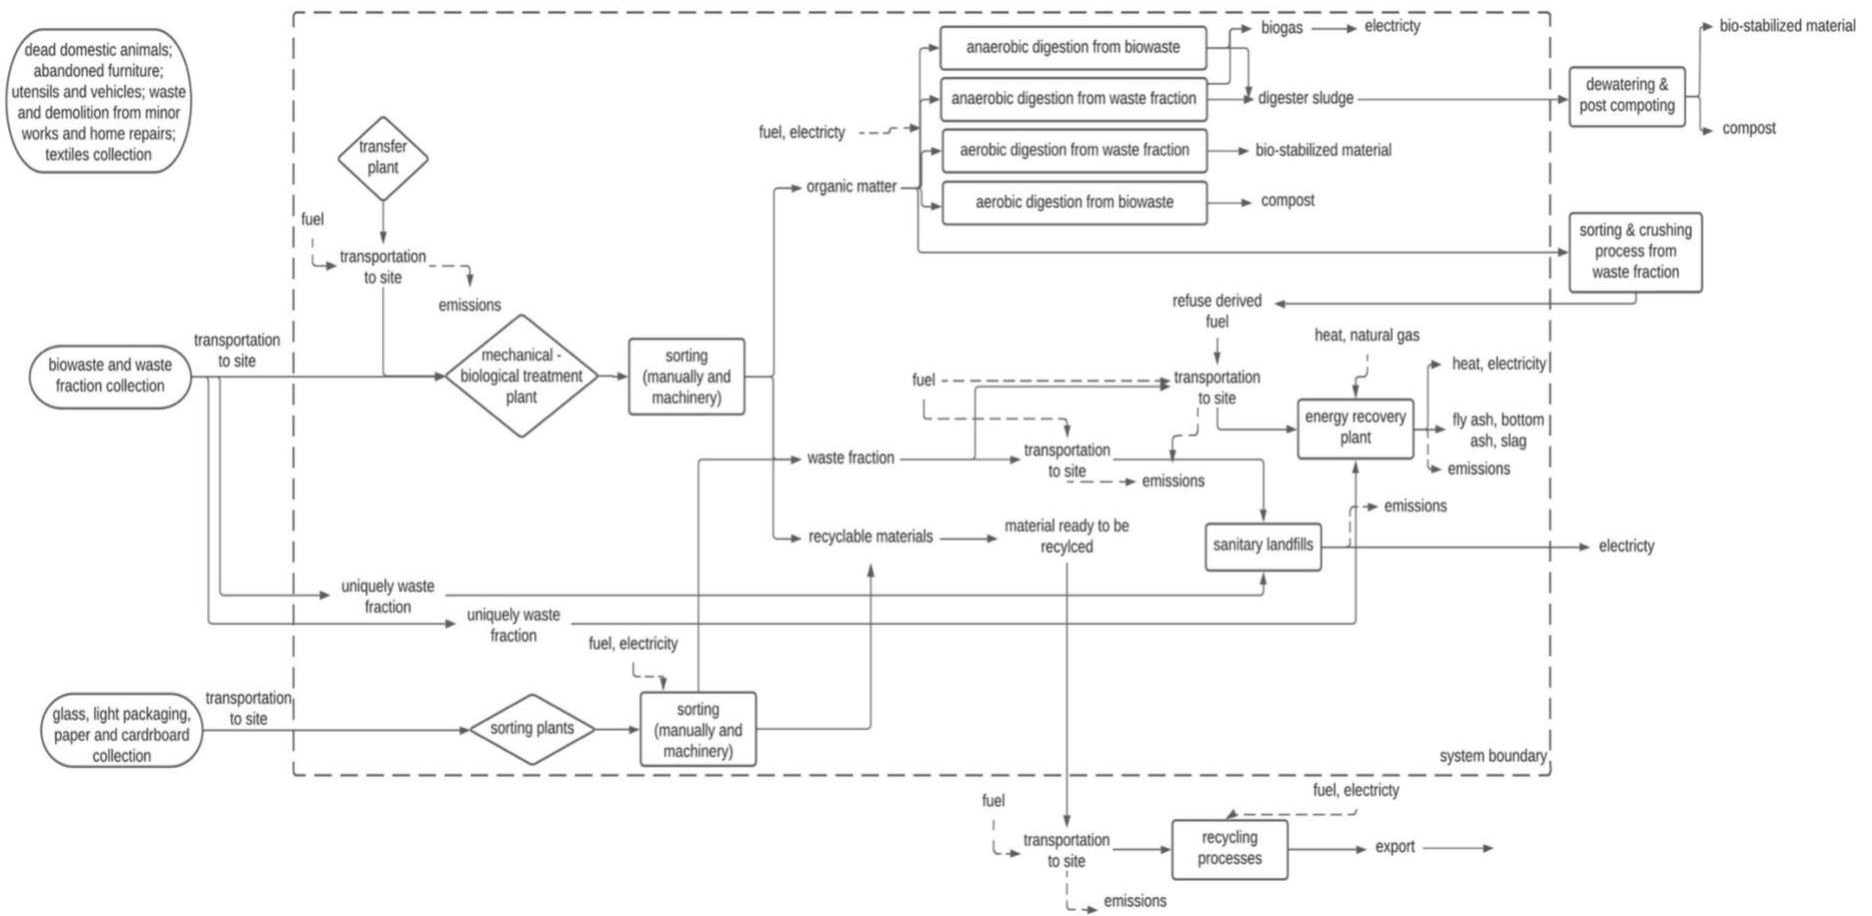 dead domestic animals;
abandoned furniture;
utensils and vehicles; waste
and demolition from minor
works and home repairs;
textiles collection
transfer
plant
fuel
transportation
to site
emissions
biowaste and waste
fraction collection
transportation
to site
mechanical -
biological treatment
plant
sorting
(manually and
machinery)
organic matter
fuel, electricity
anaerobic digestion from biowaste
anaerobic digestion from waste fraction
aerobic digestion from waste fraction
aerobic digestion from biowaste
biogas
electricty
digester sludge
bio-stabilized material
compost
dewatering &
post compoting
bio-stabilized material
compost
sorting & crushing
process from
waste fraction
refuse derived
fuel
heat, natural gas
fuel
transportation
to site
energy recovery
plant
heat, electricity
fly ash, bottom
ash, slag
emissions
waste fraction
transportation
to site
emissions
emissions
recyclable materials
material ready to be
recylced
sanitary landfills
electricty
uniquely waste
fraction
uniquely waste
fraction
fuel, electricity
glass, light packaging,
paper and cardrboard
collection
transportation
to site
sorting plants
sorting
(manually and
machinery)
system boundary
fuel
transportation
to site
emissions
fuel, electricty
recycling
processes
export